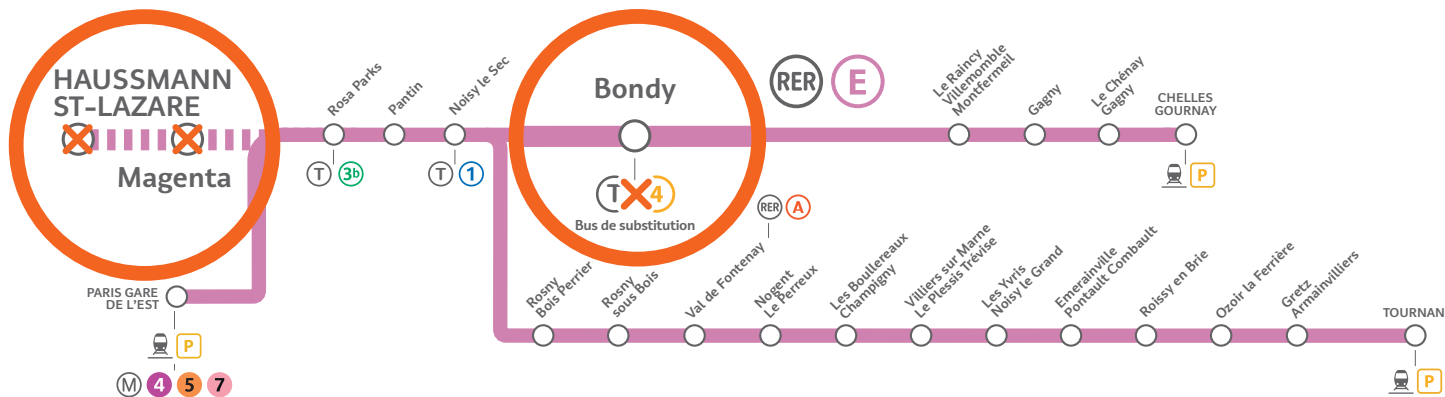 HAUSSMANN
ST-LAZARE
Magenta
PARIS GARE
DE L'EST
P
M 4 5 7
Rosa Parks
T 3b
Pantin
Noisy le Sec
T 1
Bondy
T 4
Bus de substitution
RER E
Le Raincy
Villemomble
Montfermeil
Gagny
Le Chénay
Gagny
CHELLES
GOURNAY
P
Rosny
Bois Perrier
Rosny
sous Bois
RER A
Val de Fontenay
Nogent
Le Perreux
Les Boullereaux
Champigny
Villiers sur Marne
Le Plessis Trévise
Les Yvris
Noisy le Grand
Emerainville
Pontault Combault
Roissy en Brie
Ozoir la Ferrière
Gretz
Armainvilliers
TOURNAN
P